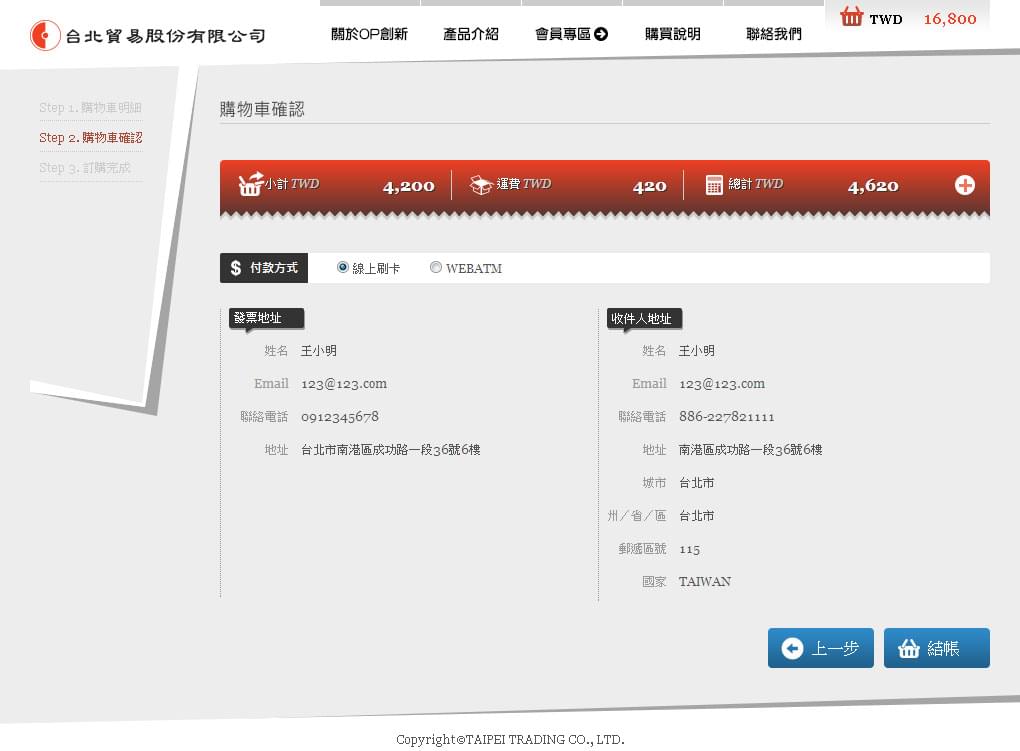 台北貿易股份有限公司
關於OP創新 產品介紹 會員專區 購買說明 聯絡我們
TWD 16,800
Step 1. 購物車明細
Step 2. 購物車確認
Step 3. 訂購完成
購物車確認
小計 TWD 4,200 運費 TWD 420 總計 TWD 4,620
$ 付款方式 線上刷卡 WEBATM
發票地址
姓名 王小明
Email 123@123.com
聯絡電話 0912345678
地址 台北市南港區成功路一段36號6樓
收件人地址
姓名 王小明
Email 123@123.com
聯絡電話 886-227821111
地址 南港區成功路一段36號6樓
城市 台北市
州／省／區 台北市
郵遞區號 115
國家 TAIWAN
上一步 結帳
Copyright©TAIPEI TRADING CO., LTD.